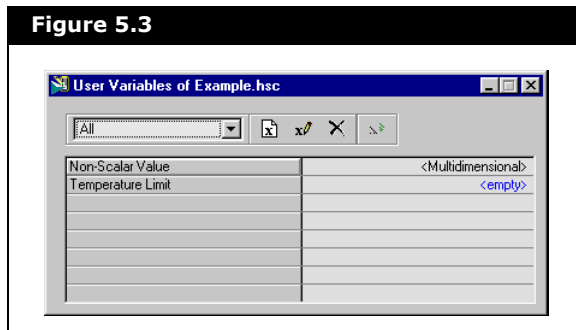 Figure 5.3
User Variables of Example.hsc
All
Non-Scalar Value <Multidimensional>
Temperature Limit <empty>